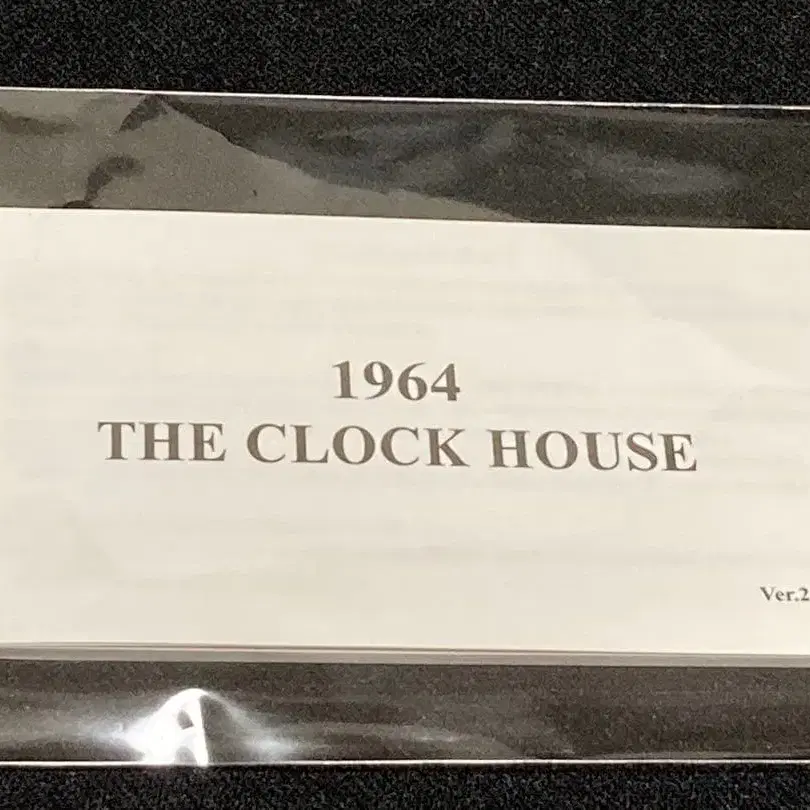 1964
THE CLOCK HOUSE
Ver.2